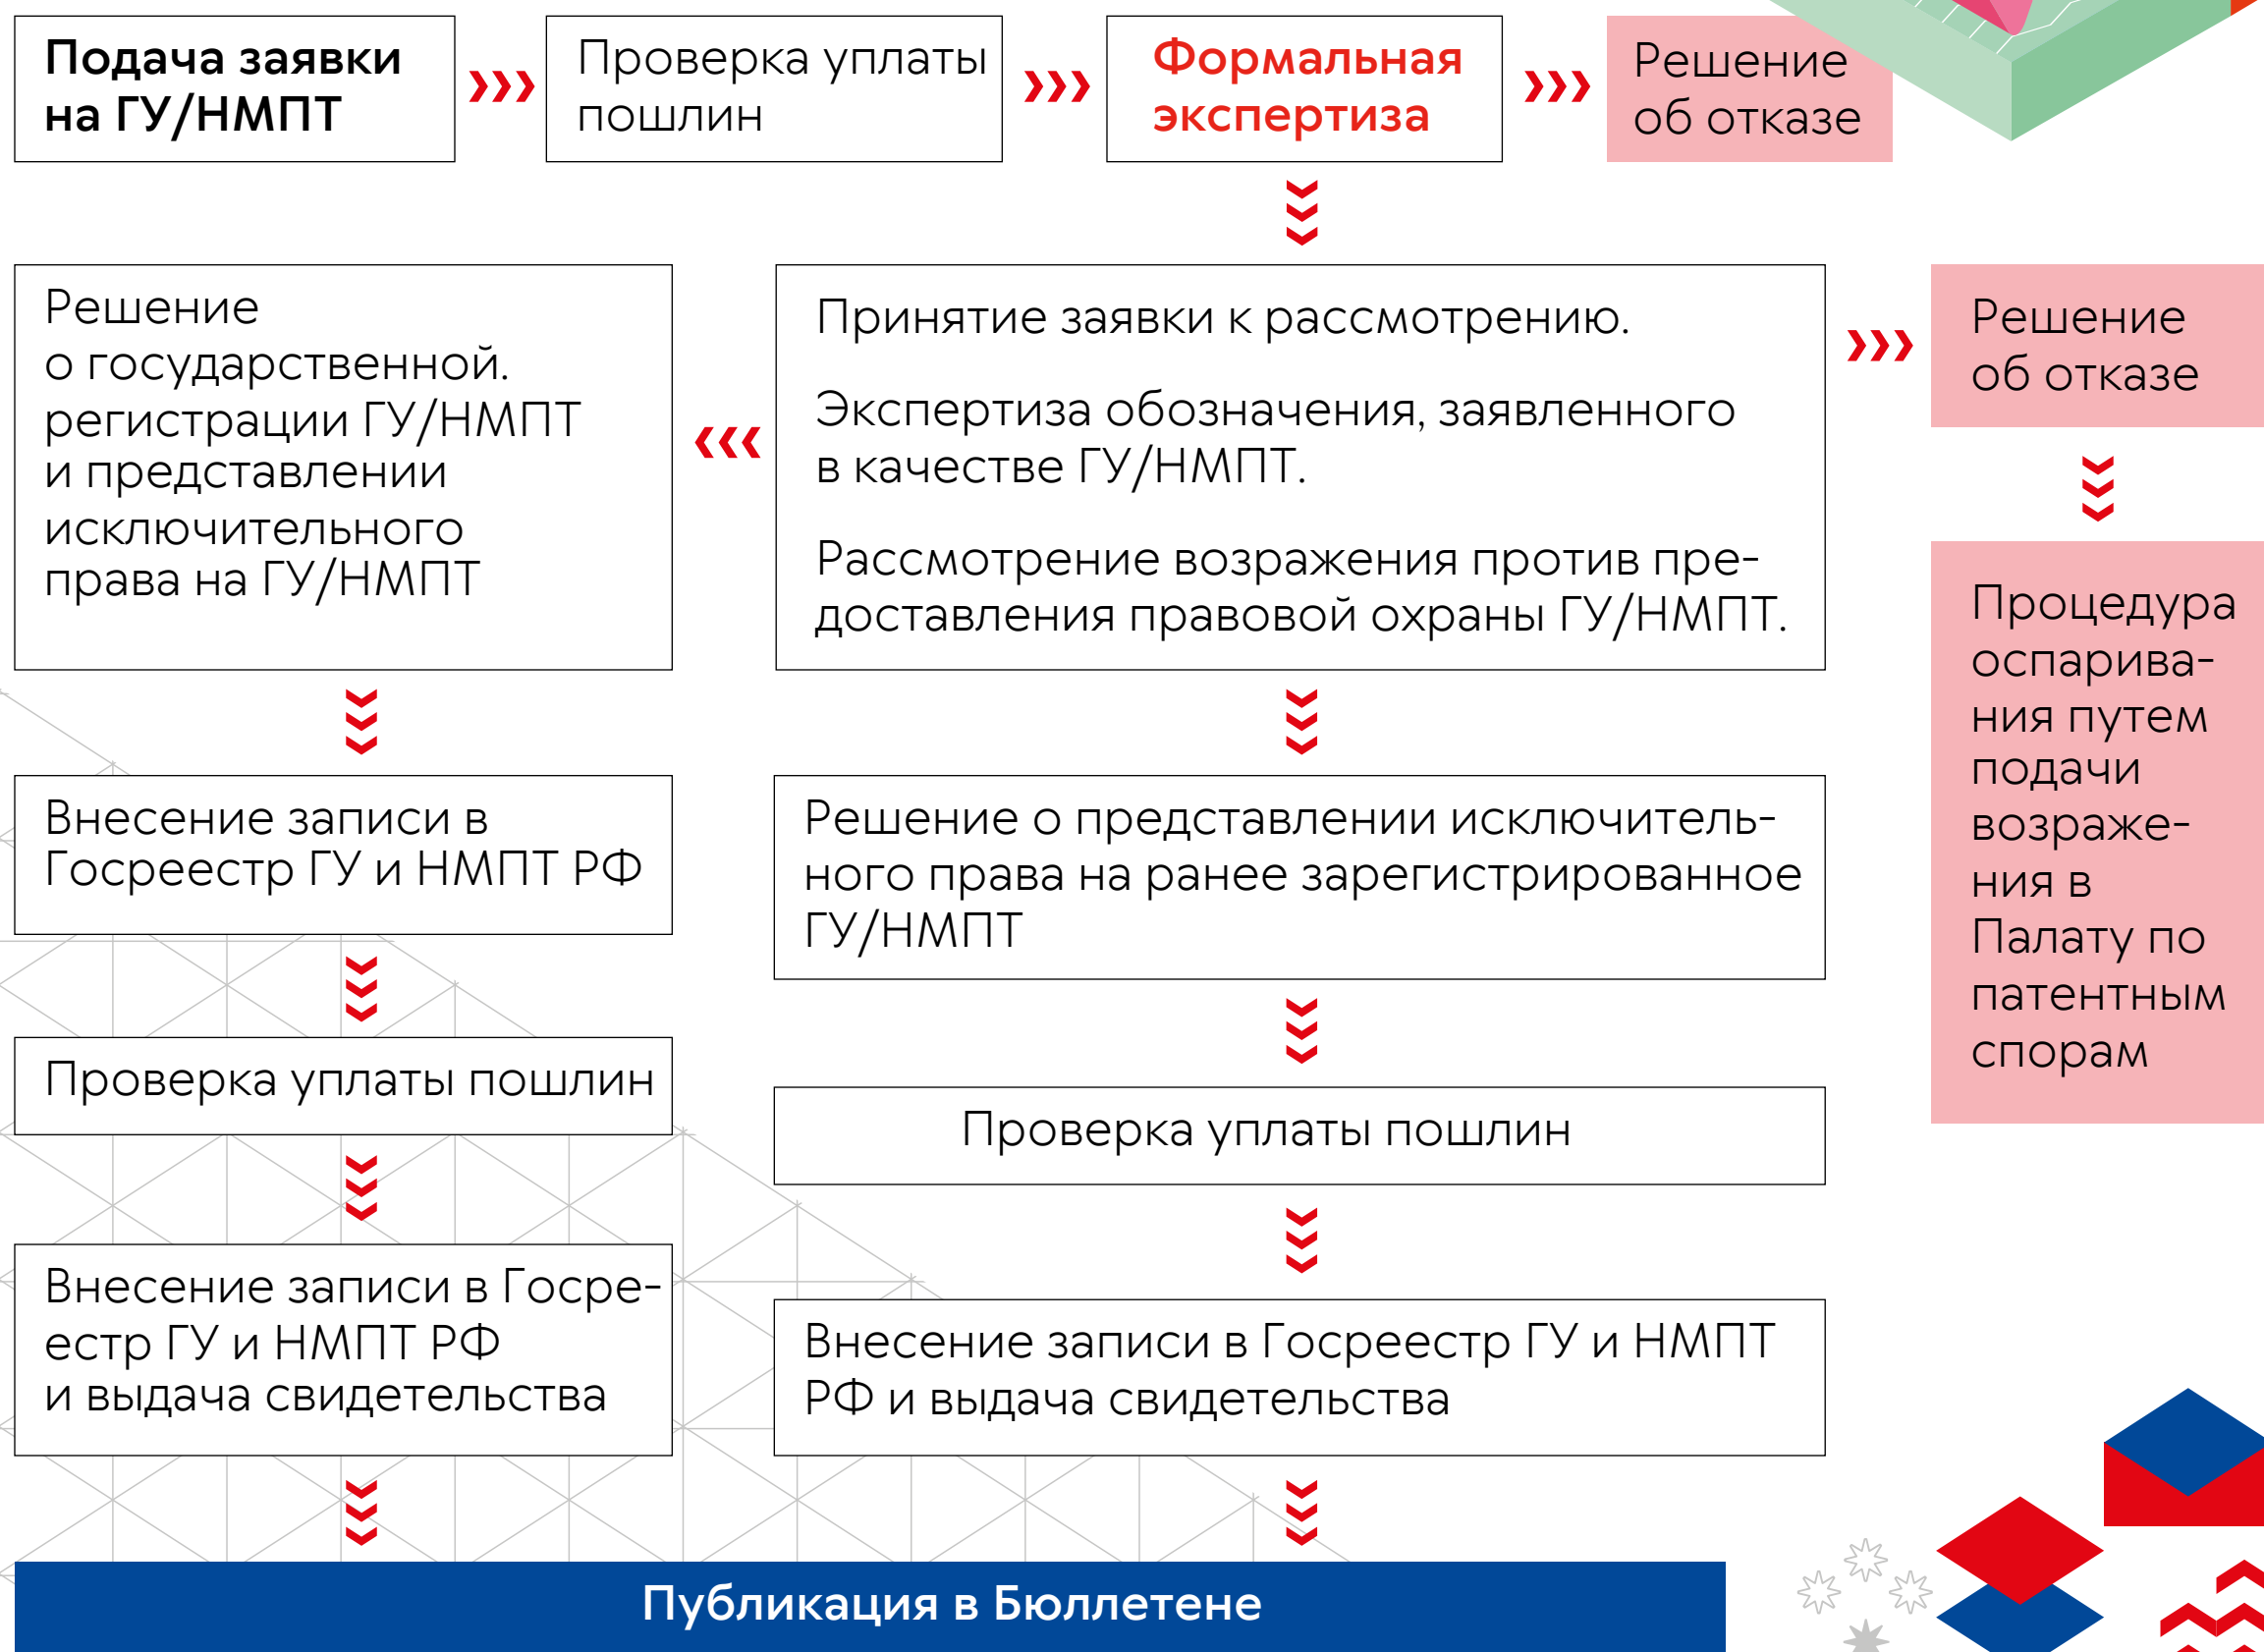 Подача заявки
на ГУ/НМПТ
Проверка уплаты
пошлин
Формальная
экспертиза
Решение
об отказе
Решение
о государственной.
регистрации ГУ/НМПТ
и представлении
исключительного
права на ГУ/НМПТ
Принятие заявки к рассмотрению.
Экспертиза обозначения, заявленного
в качестве ГУ/НМПТ.
Рассмотрение возражения против пре-
доставления правовой охраны ГУ/НМПТ.
Решение
об отказе
Процедура
оспарива-
ния путем
подачи
возраже-
ния в
Палату по
патентным
спорам
Внесение записи в
Госреестр ГУ и НМПТ РФ
Решение о представлении исключитель-
ного права на ранее зарегистрированное
ГУ/НМПТ
Проверка уплаты пошлин
Проверка уплаты пошлин
Внесение записи в Госре-
естр ГУ и НМПТ РФ
и выдача свидетельства
Внесение записи в Госреестр ГУ и НМПТ
РФ и выдача свидетельства
Публикация в Бюллетене